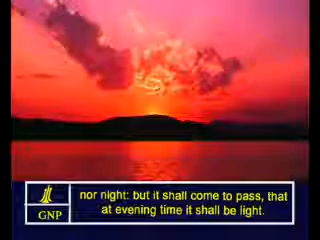 nor night: but it shall come to pass, that
at evening time it shall be light.
GNP